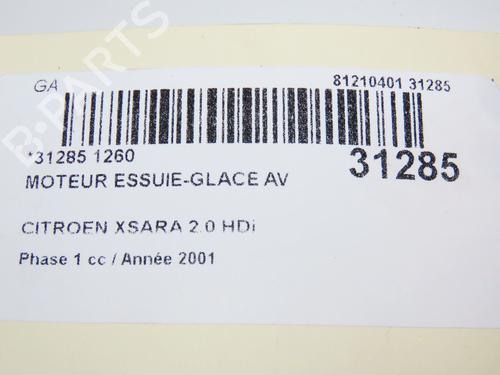 GA 81210401 31285
*31285 1260 31285
MOTEUR ESSUIE-GLACE AV
CITROEN XSARA 2.0 HDi
Phase 1 cc / Année 2001
B-PARTS